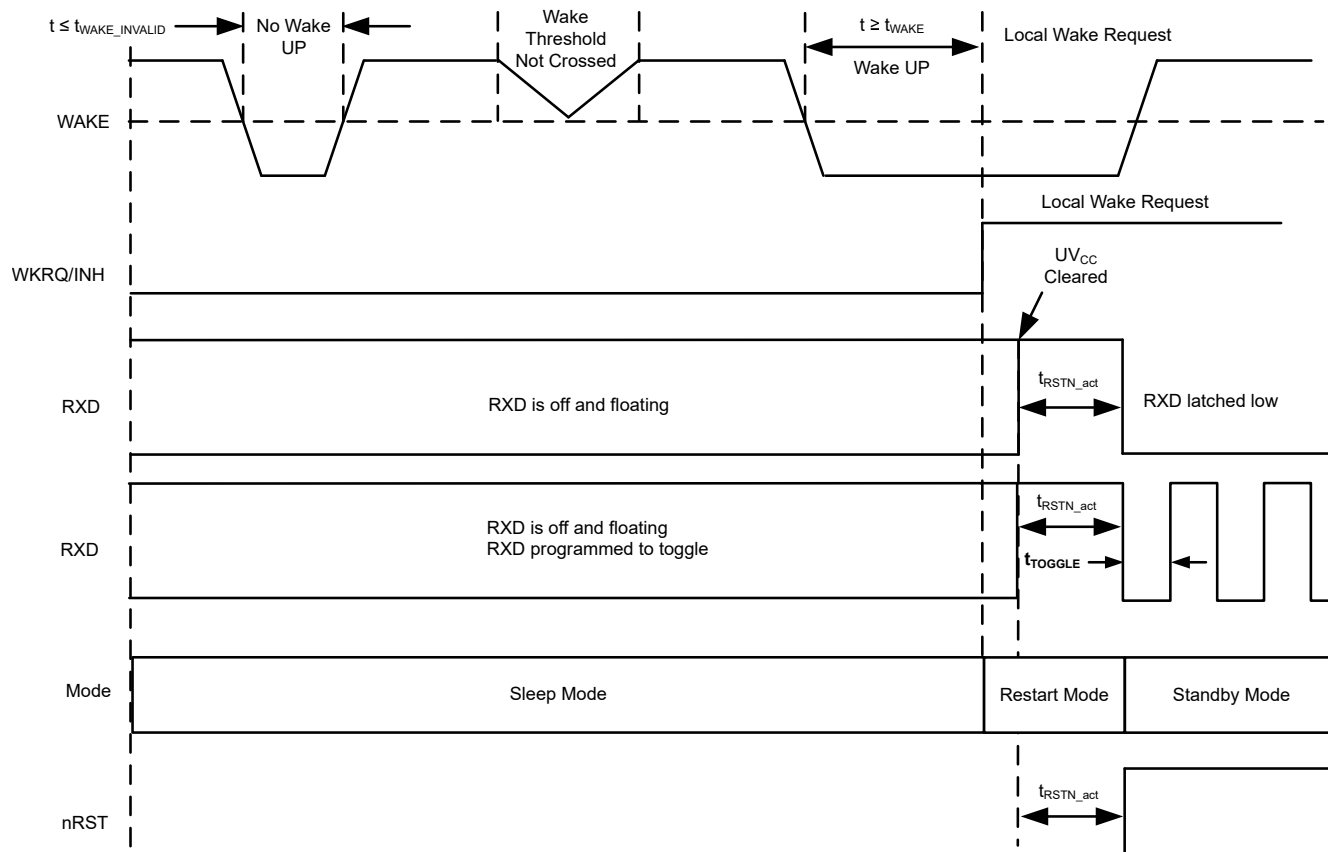 t ≤ tWAKE_INVALID
No Wake
UP
Wake
Threshold
Not Crossed
t ≥ tWAKE
Wake UP
Local Wake Request
WAKE
Local Wake Request
WKRQ/INH
UVCC
Cleared
RXD
RXD is off and floating
tRSTN_act
RXD latched low
RXD
RXD is off and floating
RXD programmed to toggle
tRSTN_act
tTOGGLE
Mode
Sleep Mode
Restart Mode
Standby Mode
nRST
tRSTN_act